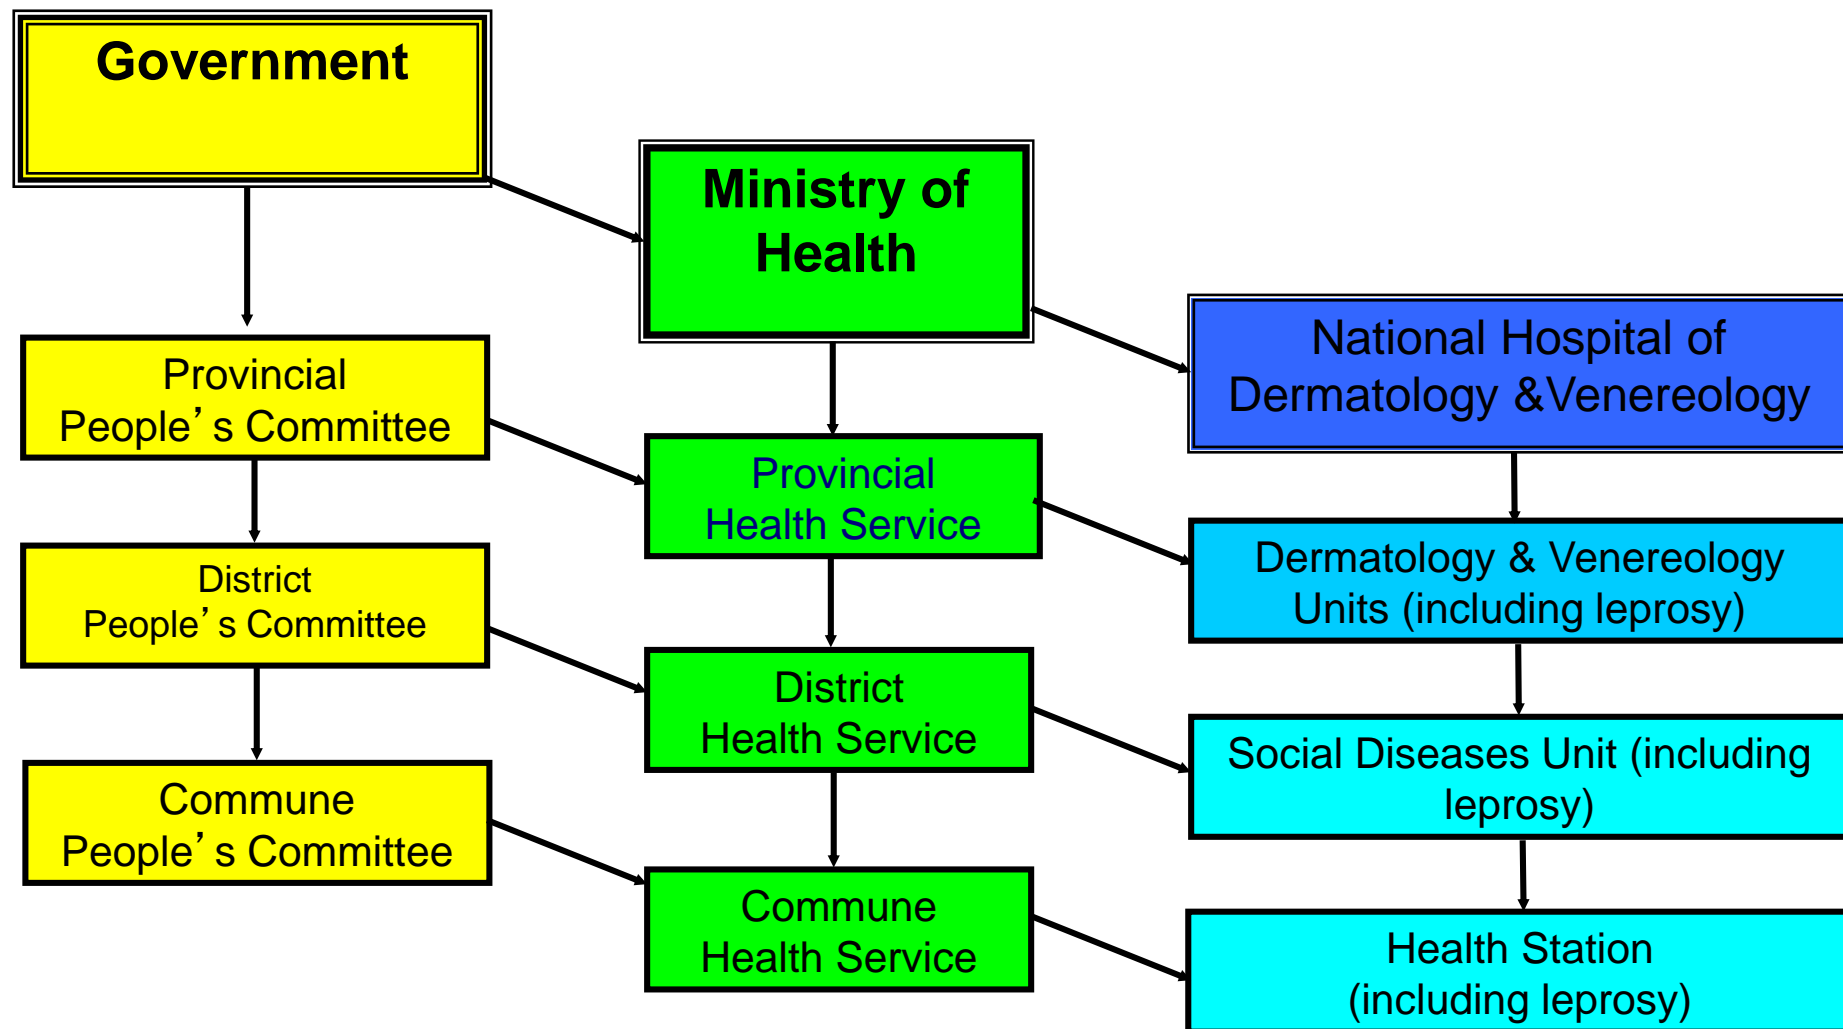 Government
Ministry of
Health
National Hospital of
Dermatology &Venereology
Provincial
People’s Committee
Provincial
Health Service
Dermatology & Venereology
Units (including leprosy)
District
People’s Committee
District
Health Service
Social Diseases Unit (including
leprosy)
Commune
People’s Committee
Commune
Health Service
Health Station
(including leprosy)